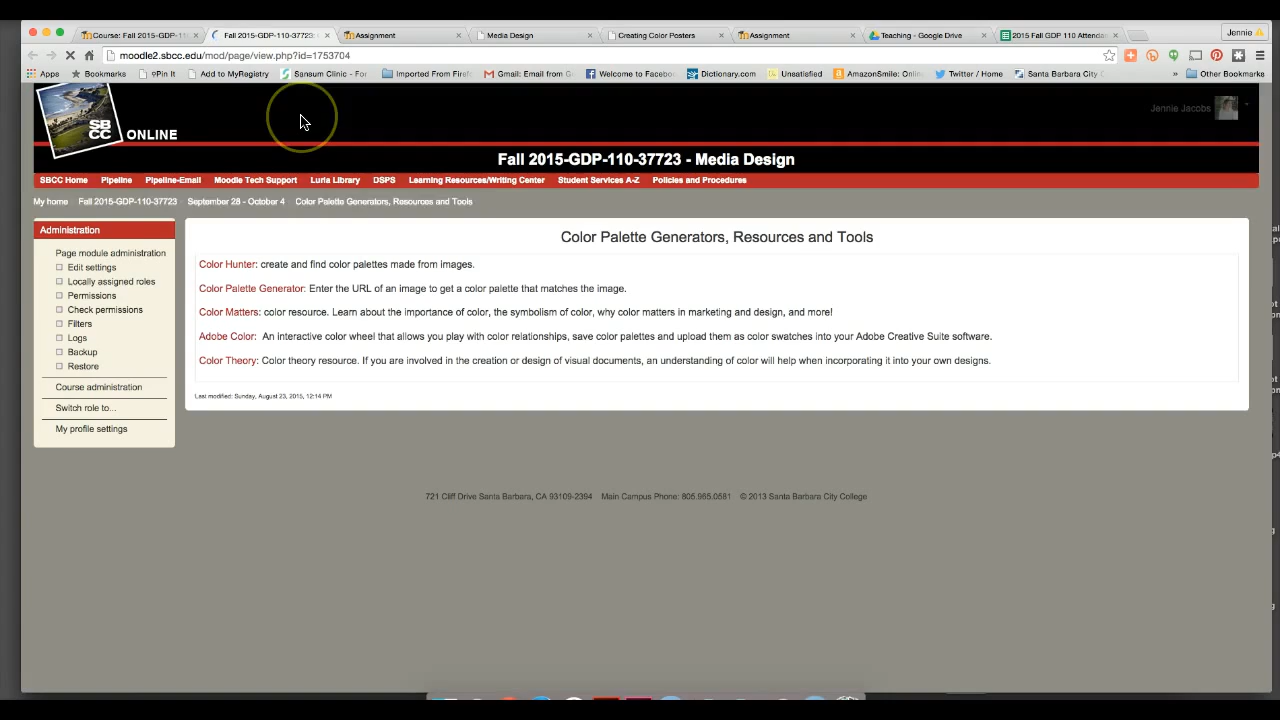 Course: Fall 2015-GDP-11 Fall 2015-GDP-110-37723: Assignment Media Design Creating Color Posters Assignment Teaching - Google Drive 2015 Fall GDP 110 Attend Jennie
moodle2.sbcc.edu/mod/page/view.php?id=1753704
Apps Bookmarks Pin It Add to MyRegistry Sansum Clinic - For Imported From Firef Gmail: Email from G Welcome to Facebo Dictionary.com Unsatisfied AmazonSmile: Onli Twitter / Home Santa Barbara City C » Other Bookmarks
Jennie Jacobs
SB
CC ONLINE
Fall 2015-GDP-110-37723 - Media Design
SBCC Home Pipeline Pipeline-Email Moodle Tech Support Luria Library DSPS Learning Resources/Writing Center Student Services A-Z Policies and Procedures
My home Fall 2015-GDP-110-37723 September 28 - October 4 Color Palette Generators, Resources and Tools
Administration
Page module administration
Edit settings
Locally assigned roles
Permissions
Check permissions
Filters
Logs
Backup
Restore
Course administration
Switch role to...
My profile settings
Color Palette Generators, Resources and Tools
Color Hunter: create and find color palettes made from images.
Color Palette Generator: Enter the URL of an image to get a color palette that matches the image.
Color Matters: color resource. Learn about the importance of color, the symbolism of color, why color matters in marketing and design, and more!
Adobe Color: An interactive color wheel that allows you play with color relationships, save color palettes and upload them as color swatches into your Adobe Creative Suite software.
Color Theory: Color theory resource. If you are involved in the creation or design of visual documents, an understanding of color will help when incorporating it into your own designs.
Last modified: Sunday, August 23, 2015, 12:14 PM
721 Cliff Drive Santa Barbara, CA 93109-2394 Main Campus Phone: 805.965.0581 © 2013 Santa Barbara City College